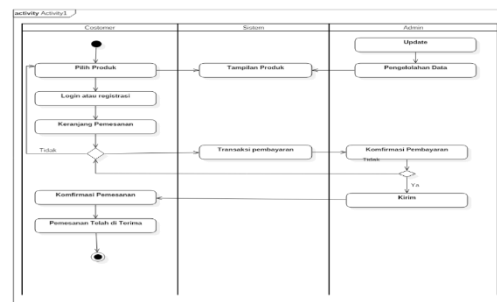 activity Activity1
Costomer
Sistem
Admin
Update
Pilih Produk
Tampilan Produk
Pengelolahan Data
Login atau registrasi
Keranjang Pemesanan
Tidak
Transaksi pembayaran
Komfirmasi Pembayaran
Tidak
Ya
Komfirmasi Pemesanan
Kirim
Pemesanan Telah di Terima